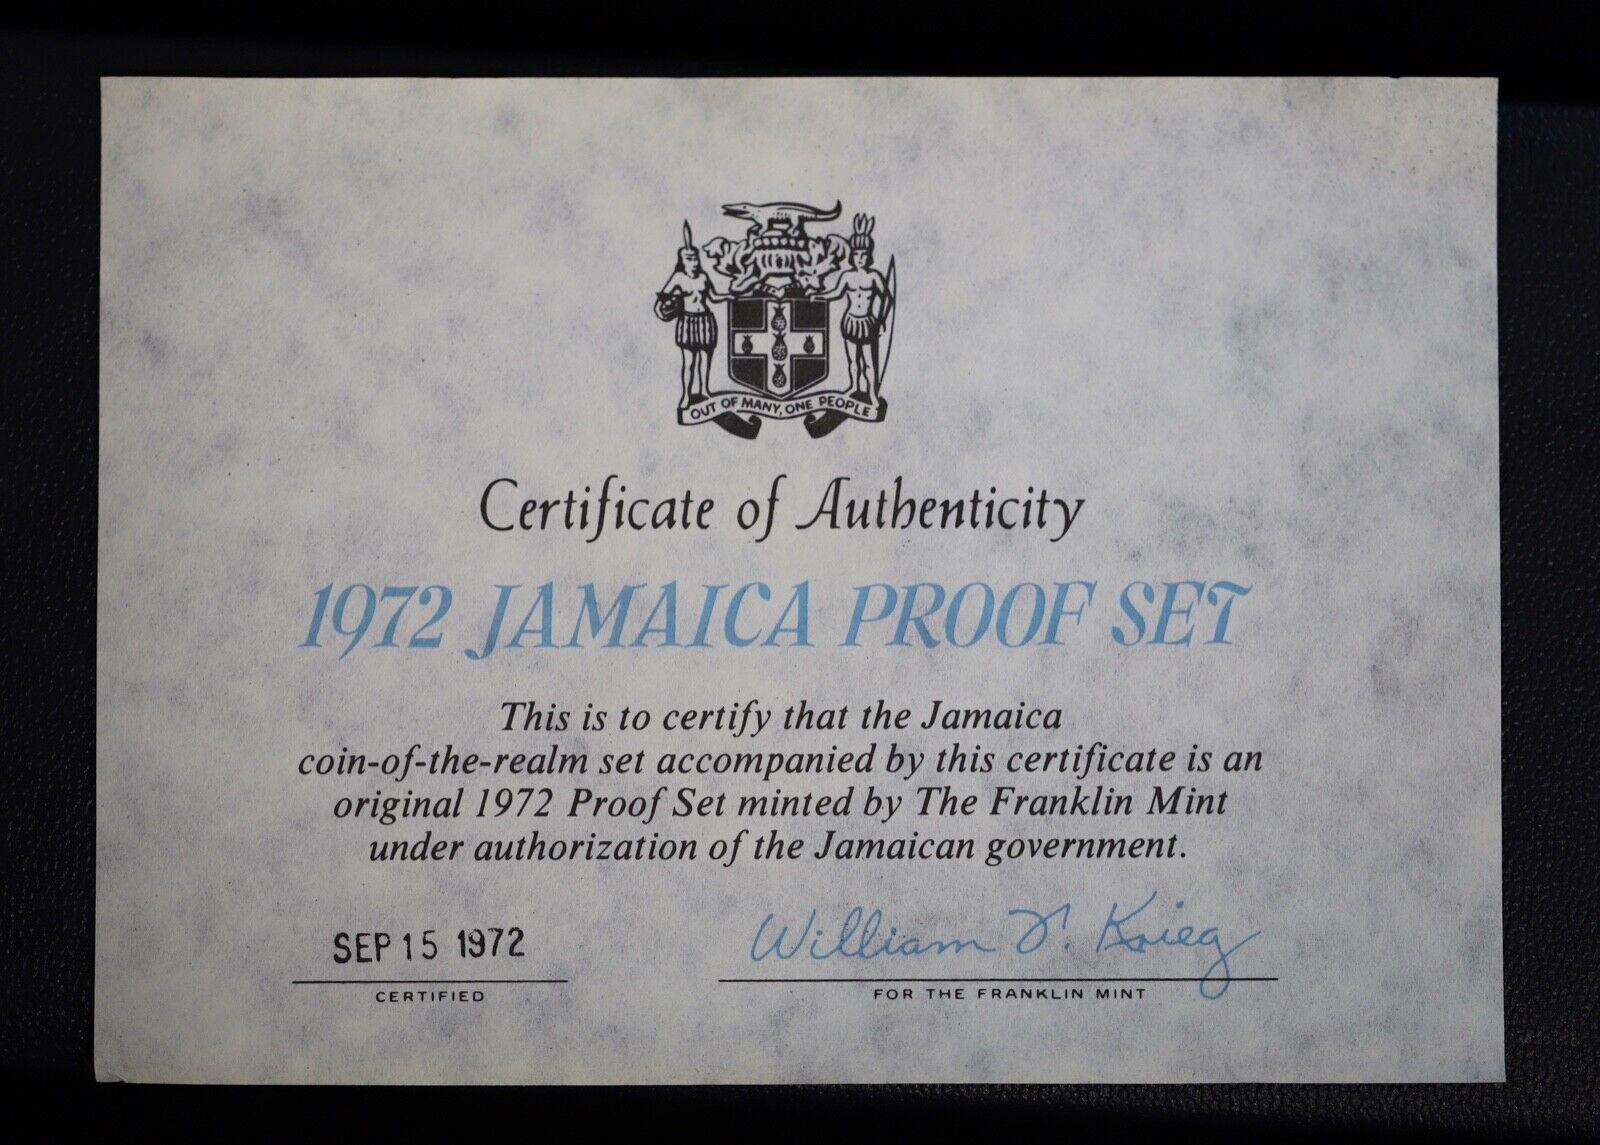 OUT OF MANY, ONE PEOPLE
Certificate of Authenticity
1972 JAMAICA PROOF SET
This is to certify that the Jamaica
coin-of-the-realm set accompanied by this certificate is an
original 1972 Proof Set minted by The Franklin Mint
under authorization of the Jamaican government.
SEP 15 1972
CERTIFIED
William T. Krieg
FOR THE FRANKLIN MINT